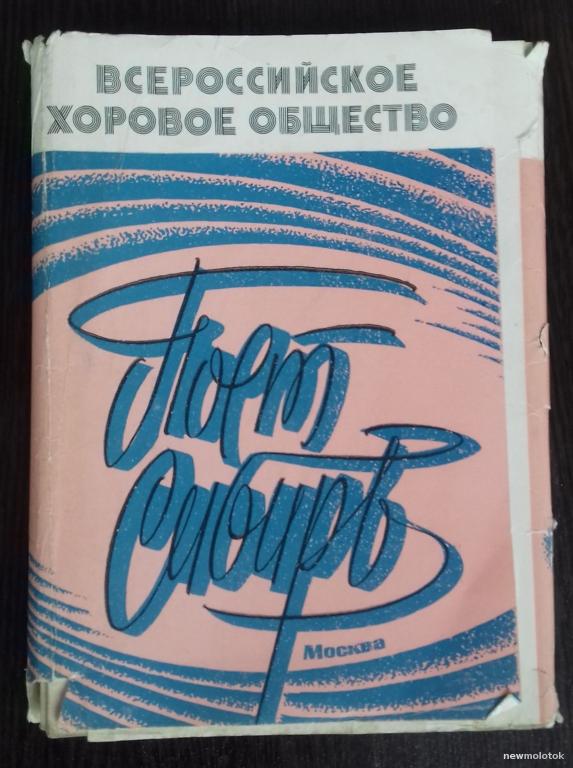 ВСЕРОССИЙСКОЕ
ХОРОВОЕ ОБЩЕСТВО
Поет
Сибирь
Москва
newmolotok